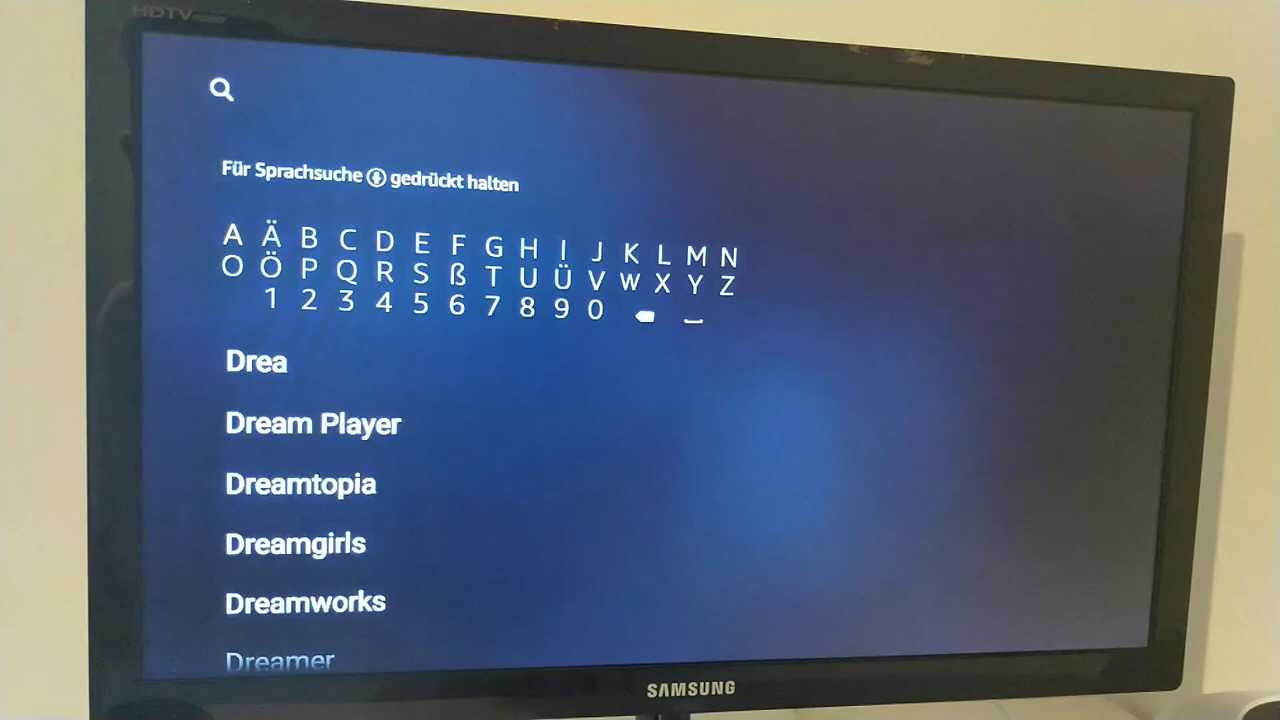 HDTV
Für Sprachsuche gedrückt halten
A Ä B C D E F G H I J K L M N
O Ö P Q R S ß T U Ü V W X Y Z
1 2 3 4 5 6 7 8 9 0
Drea
Dream Player
Dreamtopia
Dreamgirls
Dreamworks
Dreamer
SAMSUNG